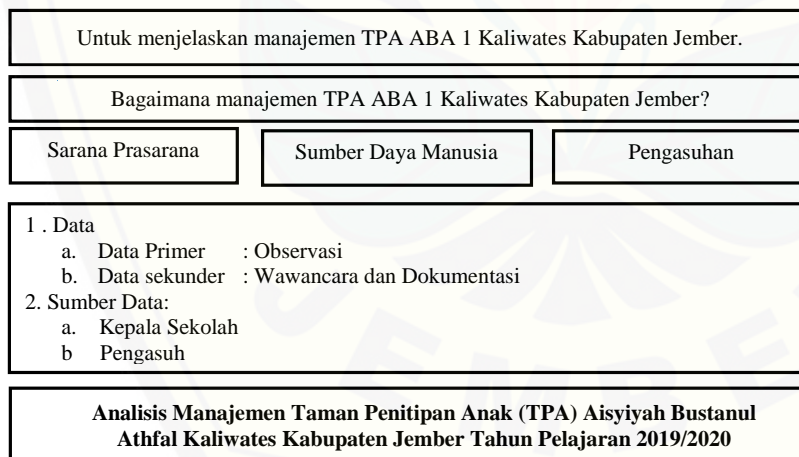 Untuk menjelaskan manajemen TPA ABA 1 Kaliwates Kabupaten Jember.
Bagaimana manajemen TPA ABA 1 Kaliwates Kabupaten Jember?
Sarana Prasarana
Sumber Daya Manusia
Pengasuhan
1 . Data
a. Data Primer : Observasi
b. Data sekunder : Wawancara dan Dokumentasi
2. Sumber Data:
a. Kepala Sekolah
b Pengasuh
Analisis Manajemen Taman Penitipan Anak (TPA) Aisyiyah Bustanul
Athfal Kaliwates Kabupaten Jember Tahun Pelajaran 2019/2020
JEMBE